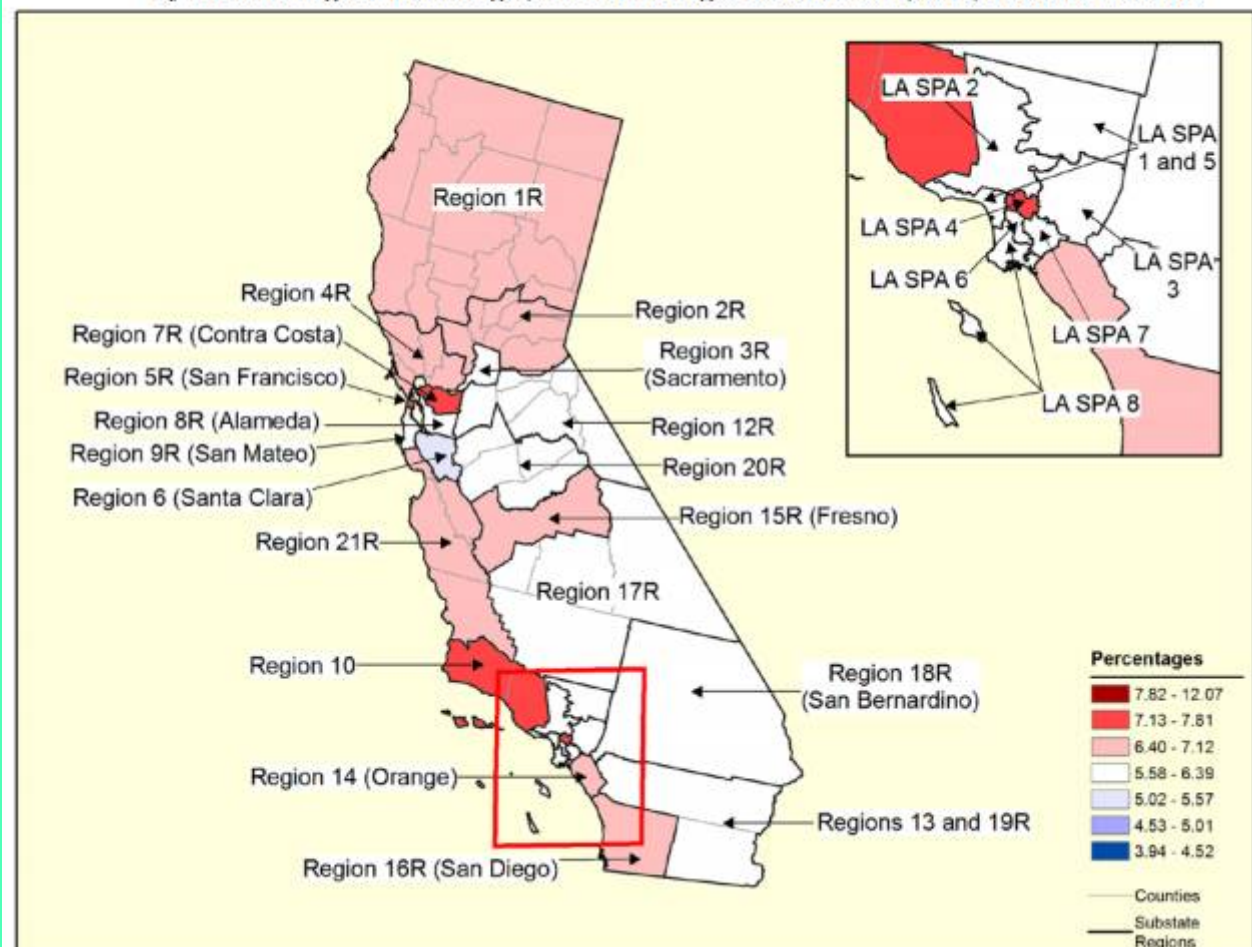 Region 1R
Region 4R
Region 7R (Contra Costa)
Region 5R (San Francisco)
Region 8R (Alameda)
Region 9R (San Mateo)
Region 6 (Santa Clara)
Region 21R
Region 10
Region 14 (Orange)
Region 16R (San Diego)
Region 2R
Region 3R
(Sacramento)
Region 12R
Region 20R
Region 15R (Fresno)
Region 17R
Region 18R
(San Bernardino)
Regions 13 and 19R
LA SPA 2
LA SPA
1 and 5
LA SPA 4
LA SPA 6
LA SPA
3
LA SPA 7
LA SPA 8
Percentages
7.82 - 12.07
7.13 - 7.81
6.40 - 7.12
5.58 - 6.39
5.02 - 5.57
4.53 - 5.01
3.94 - 4.52
Counties
Substate
Regions